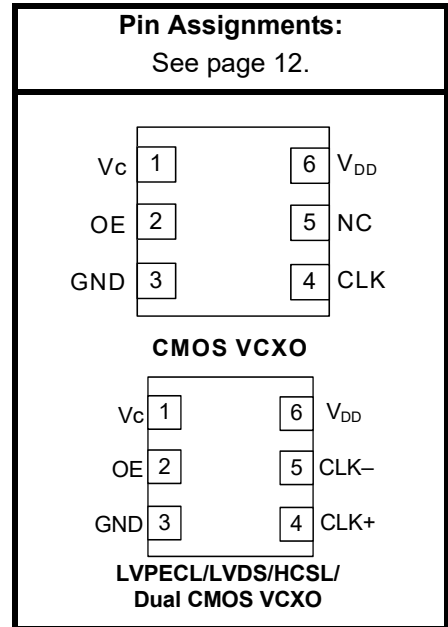 Pin Assignments:
See page 12.
Vc 1 6 VDD
OE 2 5 NC
GND 3 4 CLK
CMOS VCXO
Vc 1 6 VDD
OE 2 5 CLK–
GND 3 4 CLK+
LVPECL/LVDS/HCSL/
Dual CMOS VCXO